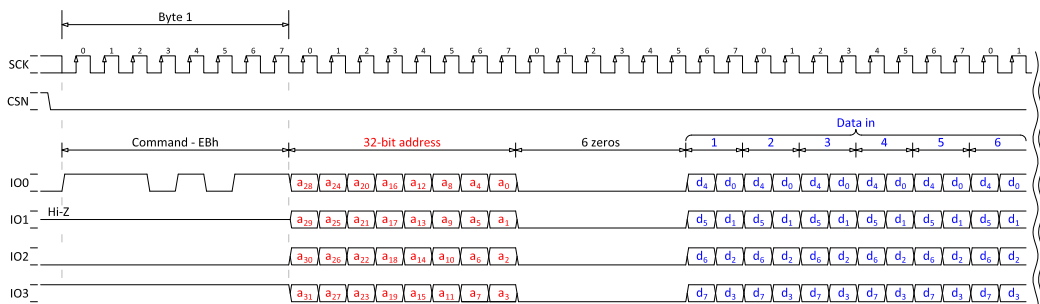 Byte 1
0 1 2 3 4 5 6 7 0 1 2 3 4 5 6 7 0 1 2 3 4 5 6 7 0 1 2 3 4 5 6 7 0 1
SCK
CSN
Data in
Command - EBh 32-bit address 6 zeros 1 2 3 4 5 6
IO0 a28 a24 a20 a16 a12 a8 a4 a0 d4 d0 d4 d0 d4 d0 d4 d0 d4 d0 d4 d0
Hi-Z
IO1 a29 a25 a21 a17 a13 a9 a5 a1 d5 d1 d5 d1 d5 d1 d5 d1 d5 d1 d5 d1
IO2 a30 a26 a22 a18 a14 a10 a6 a2 d6 d2 d6 d2 d6 d2 d6 d2 d6 d2 d6 d2
IO3 a31 a27 a23 a19 a15 a11 a7 a3 d7 d3 d7 d3 d7 d3 d7 d3 d7 d3 d7 d3